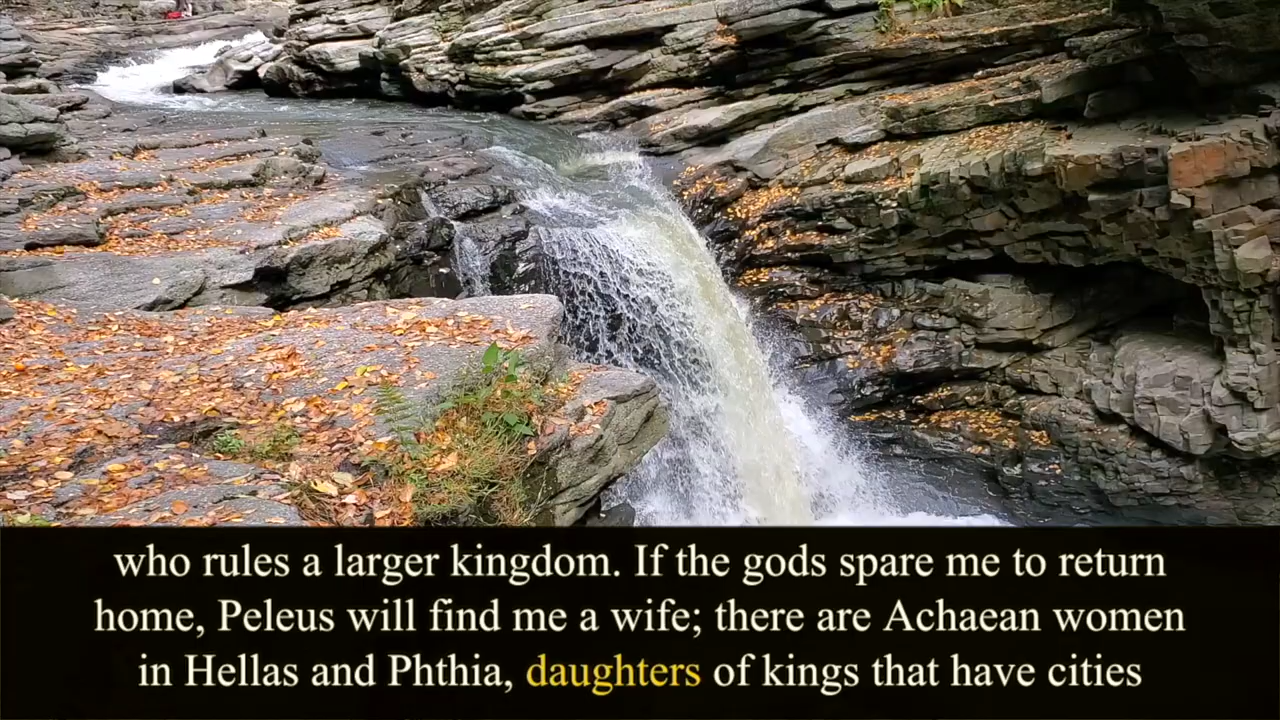 who rules a larger kingdom. If the gods spare me to return
home, Peleus will find me a wife; there are Achaean women
in Hellas and Phthia, daughters of kings that have cities